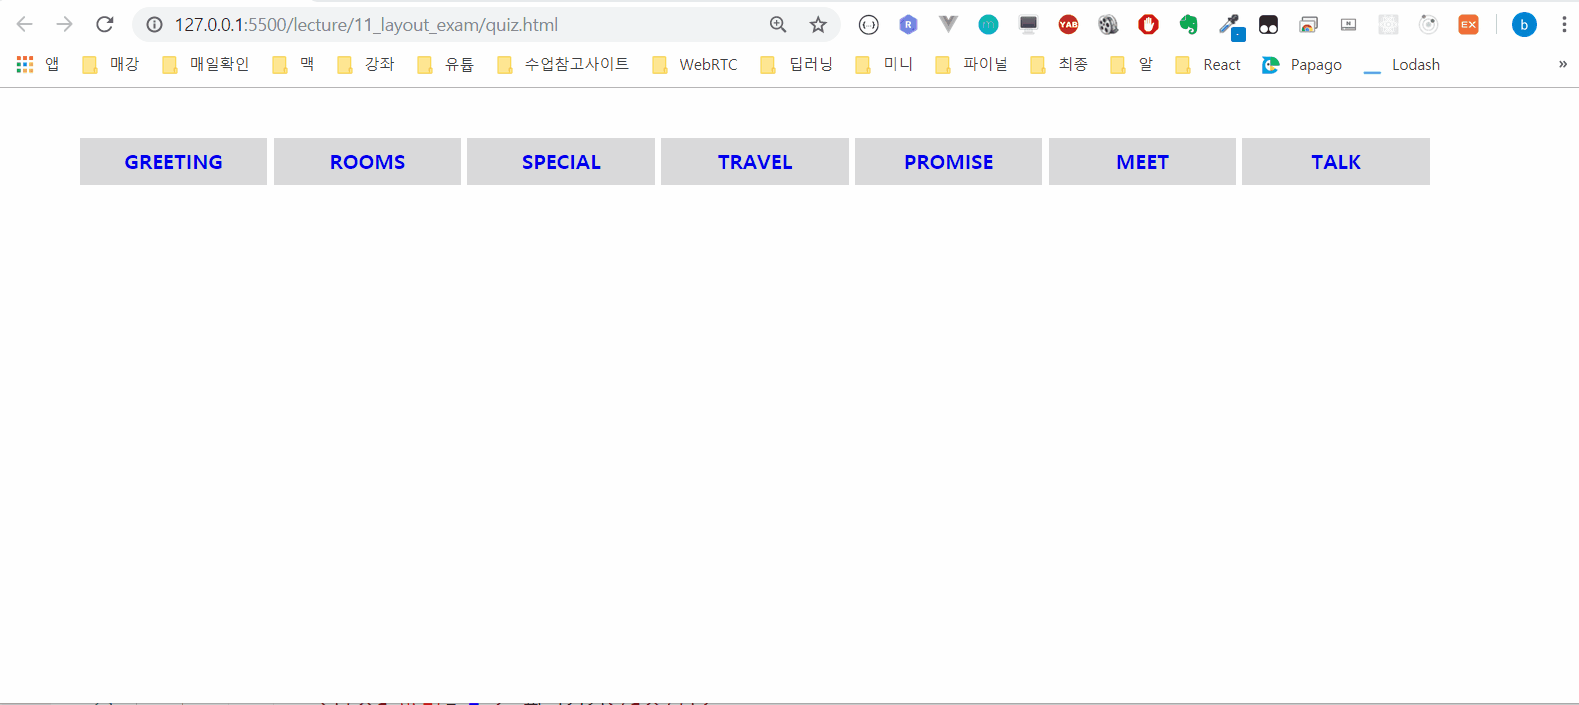 127.0.0.1:5500/lecture/11_layout_exam/quiz.html
앱 매강 매일확인 맥 강좌 유튭 수업참고사이트 WebRTC 딥러닝 미니 파이널 최종 알 React Papago Lodash »
GREETING ROOMS SPECIAL TRAVEL PROMISE MEET TALK